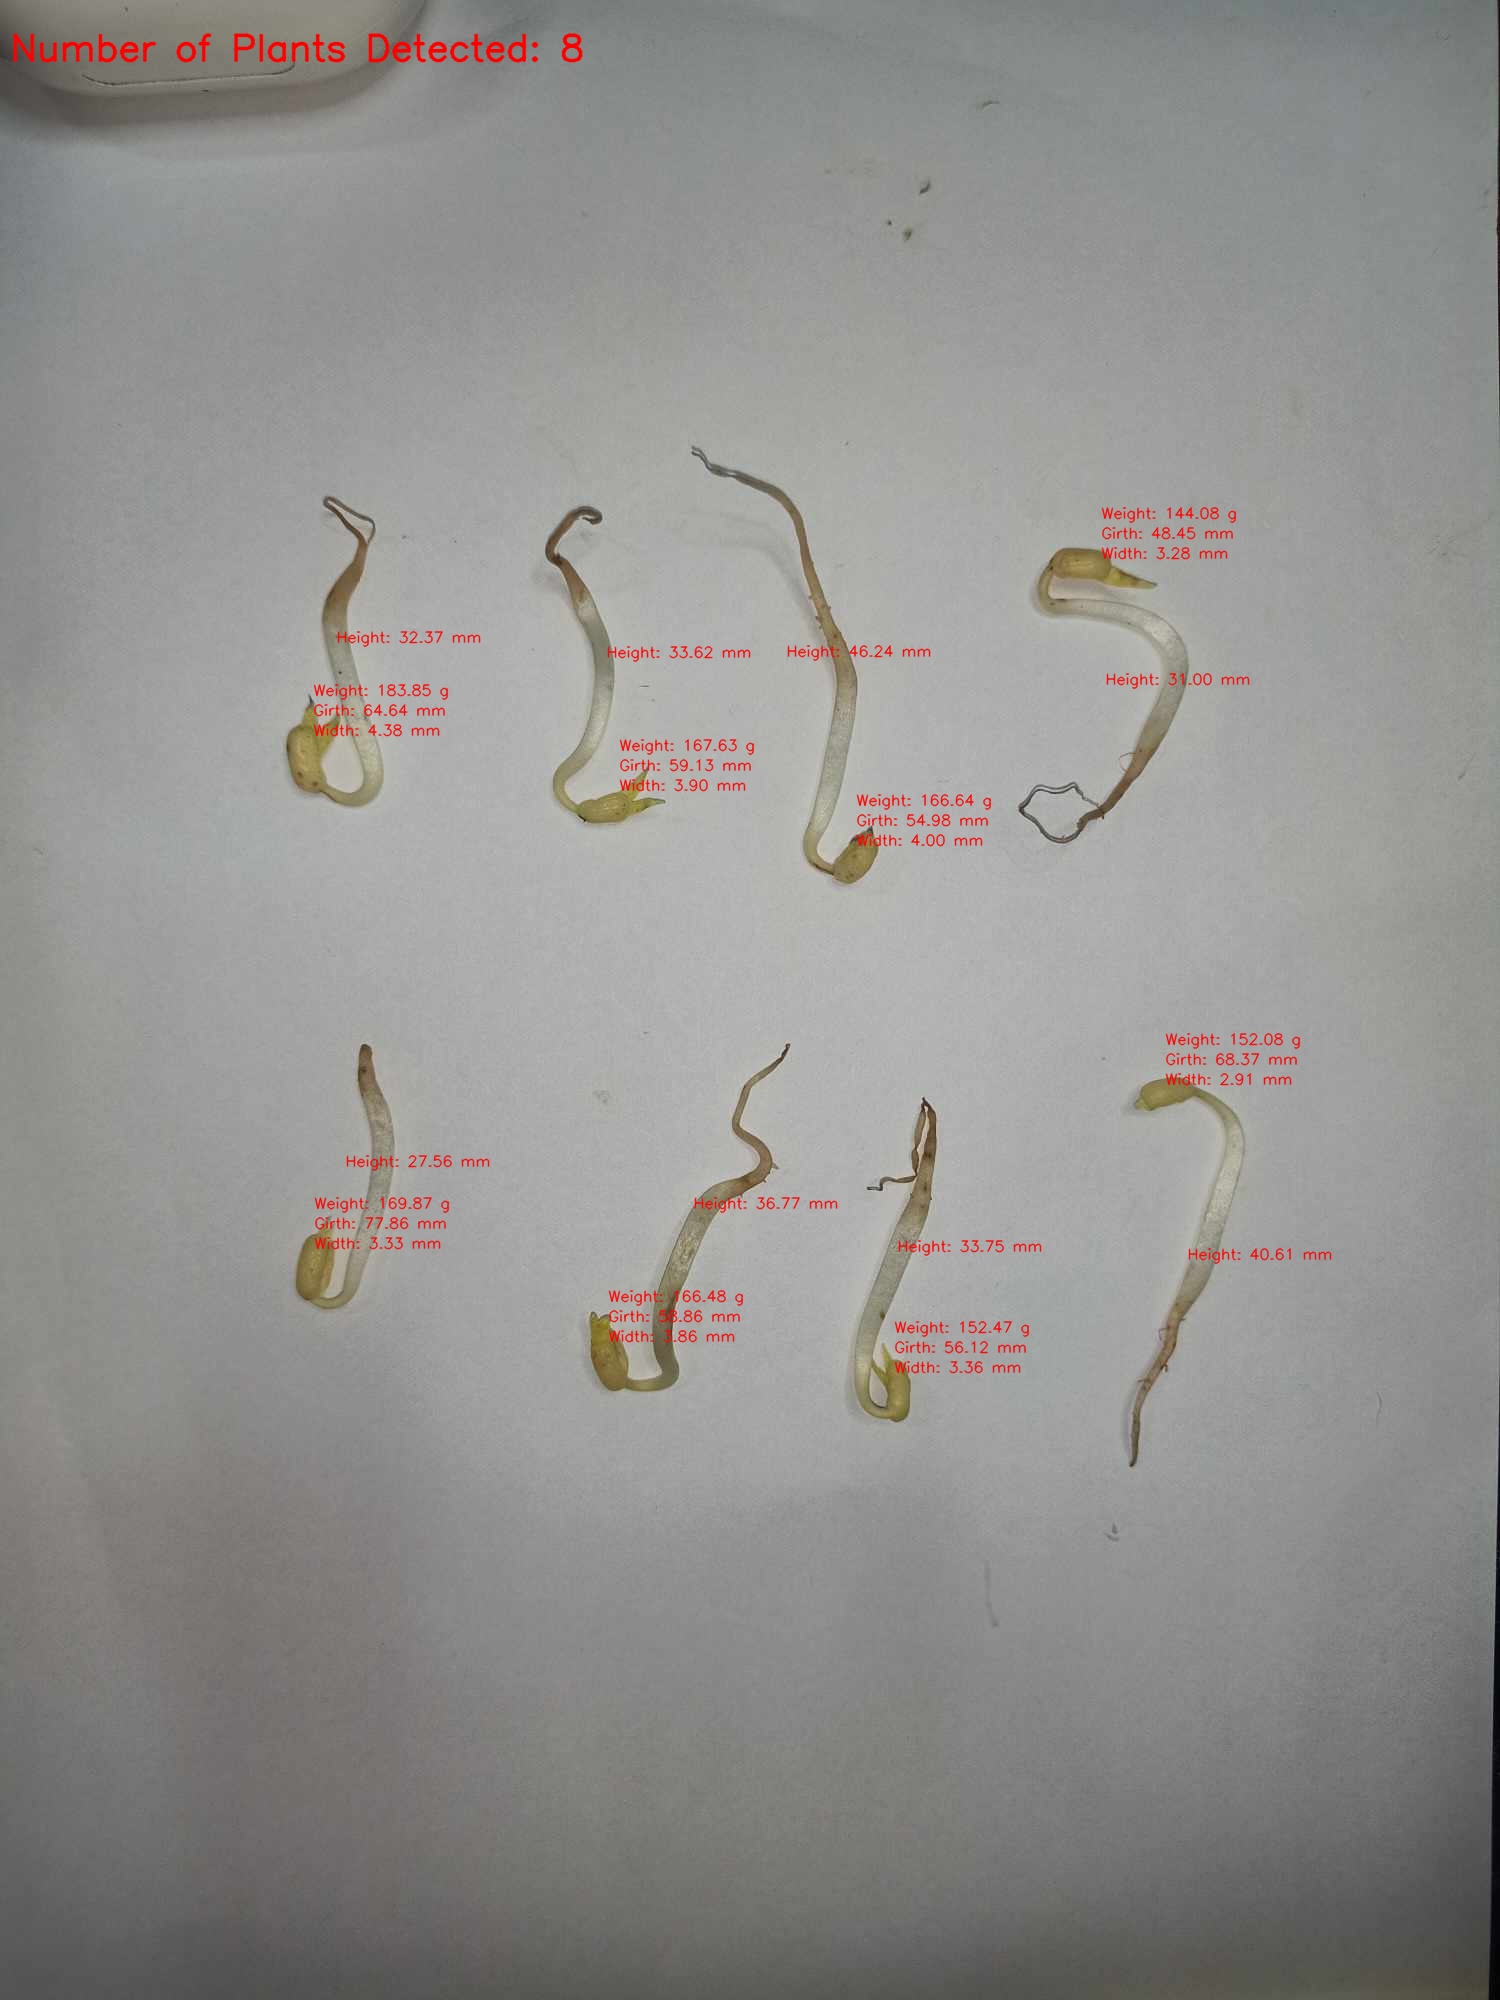 Number of Plants Detected: 8
Height: 32.37 mm
Weight: 183.85 g
Girth: 64.64 mm
Width: 4.38 mm
Height: 33.62 mm
Weight: 167.63 g
Girth: 59.13 mm
Width: 3.90 mm
Height: 46.24 mm
Weight: 166.64 g
Girth: 54.98 mm
Width: 4.00 mm
Weight: 144.08 g
Girth: 48.45 mm
Width: 3.28 mm
Height: 31.00 mm
Height: 27.56 mm
Weight: 169.87 g
Girth: 77.86 mm
Width: 3.33 mm
Height: 36.77 mm
Weight: 166.48 g
Girth: 58.86 mm
Width: 3.86 mm
Height: 33.75 mm
Weight: 152.47 g
Girth: 56.12 mm
Width: 3.36 mm
Weight: 152.08 g
Girth: 68.37 mm
Width: 2.91 mm
Height: 40.61 mm